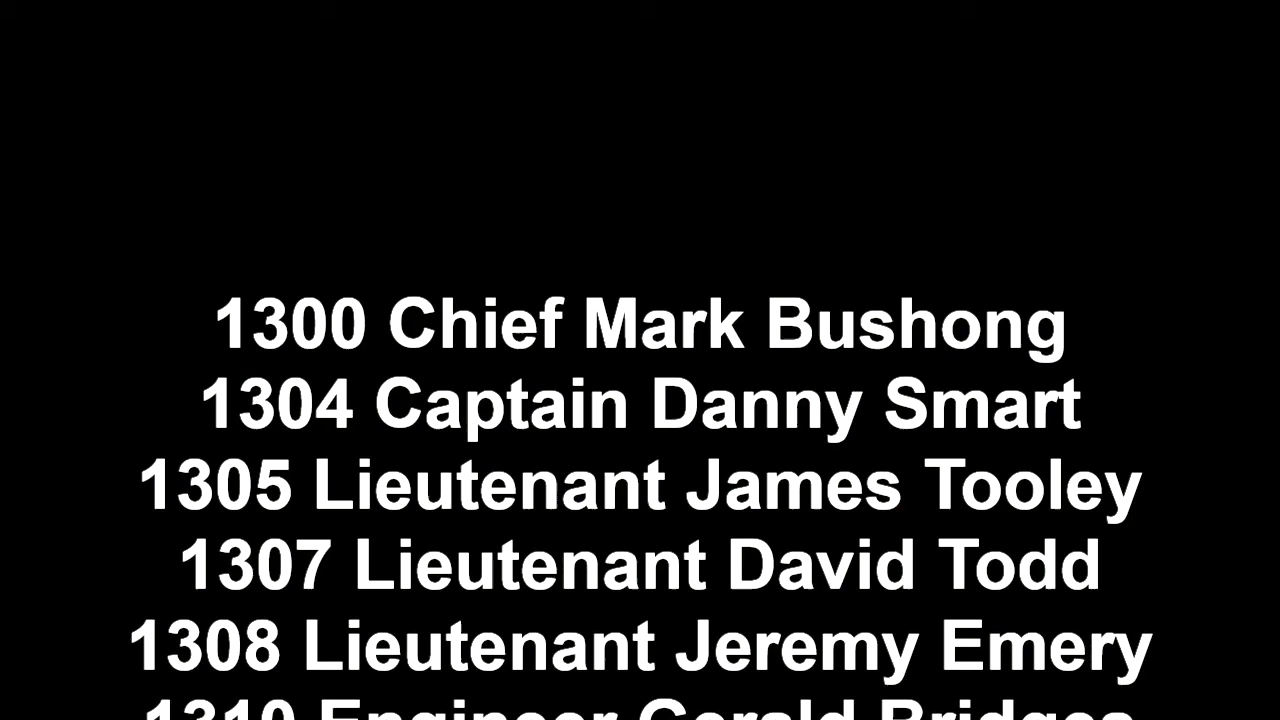 1300 Chief Mark Bushong
1304 Captain Danny Smart
1305 Lieutenant James Tooley
1307 Lieutenant David Todd
1308 Lieutenant Jeremy Emery
1310 Engineer Gerald Bridges